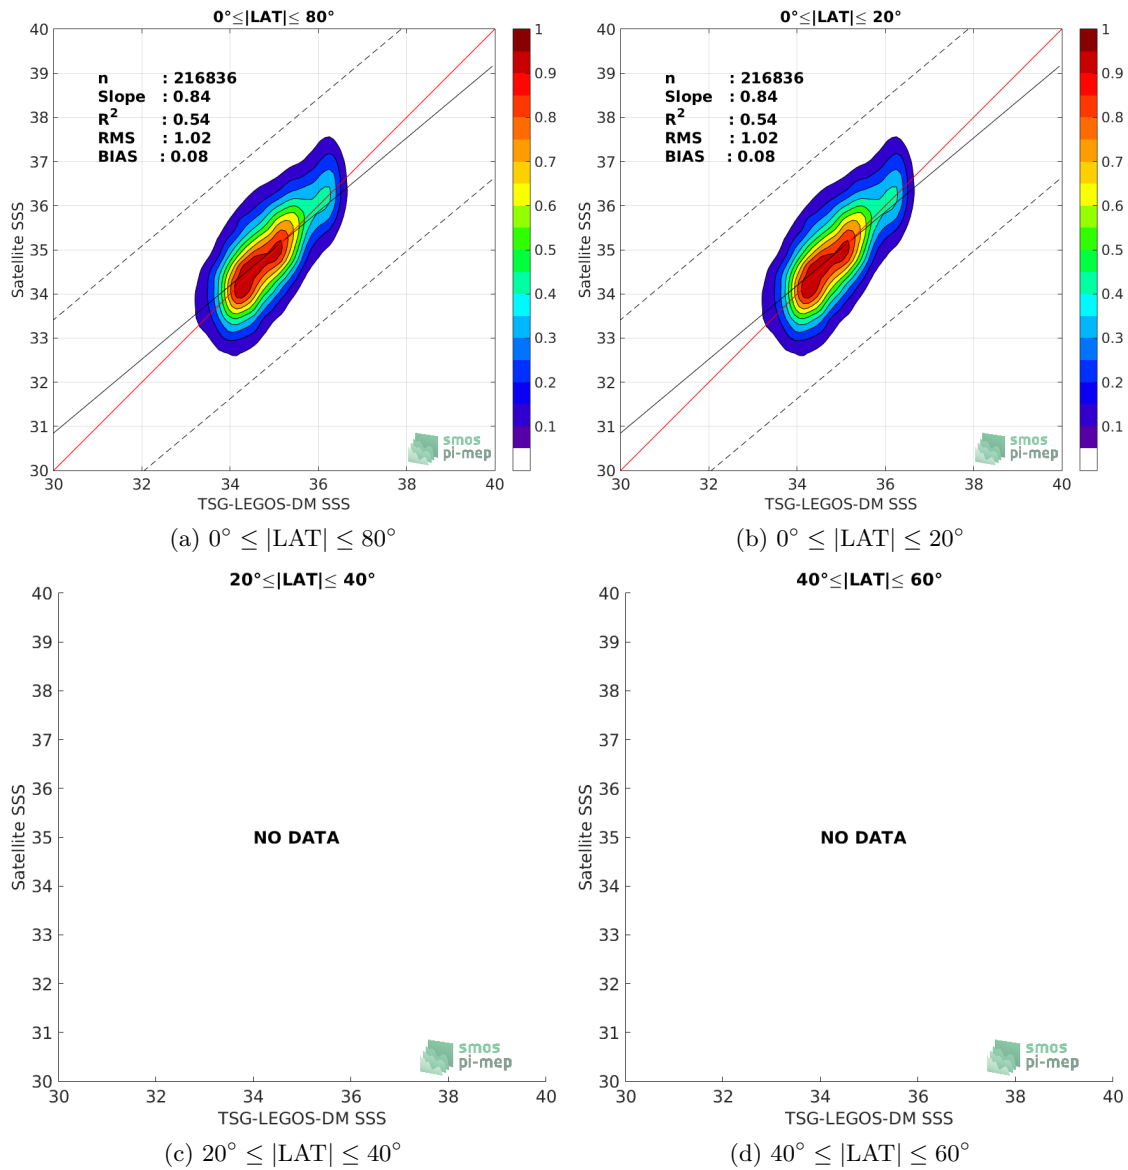 0°≤|LAT|≤ 80°
40
39
38
37
36
35
34
33
32
31
30
Satellite SSS
n : 216836
Slope : 0.84
R² : 0.54
RMS : 1.02
BIAS : 0.08
smos
pi-mep
30 32 34 36 38 40
TSG-LEGOS-DM SSS
1
0.9
0.8
0.7
0.6
0.5
0.4
0.3
0.2
0.1
(a) 0° ≤ |LAT| ≤ 80°
0°≤|LAT|≤ 20°
40
39
38
37
36
35
34
33
32
31
30
Satellite SSS
n : 216836
Slope : 0.84
R² : 0.54
RMS : 1.02
BIAS : 0.08
smos
pi-mep
30 32 34 36 38 40
TSG-LEGOS-DM SSS
1
0.9
0.8
0.7
0.6
0.5
0.4
0.3
0.2
0.1
(b) 0° ≤ |LAT| ≤ 20°
20°≤|LAT|≤ 40°
40
39
38
37
36
35
34
33
32
31
30
Satellite SSS
NO DATA
smos
pi-mep
30 32 34 36 38 40
TSG-LEGOS-DM SSS
(c) 20° ≤ |LAT| ≤ 40°
40°≤|LAT|≤ 60°
40
39
38
37
36
35
34
33
32
31
30
Satellite SSS
NO DATA
smos
pi-mep
30 32 34 36 38 40
TSG-LEGOS-DM SSS
(d) 40° ≤ |LAT| ≤ 60°